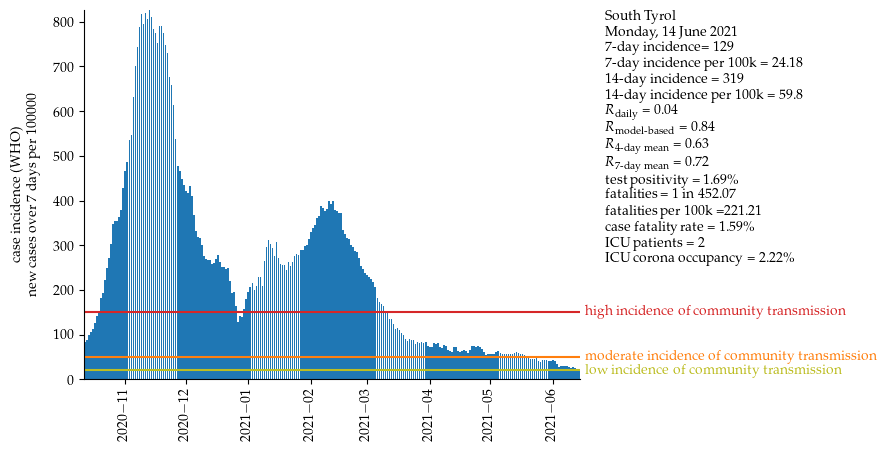 South Tyrol
Monday, 14 June 2021
7-day incidence= 129
7-day incidence per 100k = 24.18
14-day incidence = 319
14-day incidence per 100k = 59.8
R_daily = 0.04
R_model-based = 0.84
R_4-day mean = 0.63
R_7-day mean = 0.72
test positivity = 1.69%
fatalities = 1 in 452.07
fatalities per 100k =221.21
case fatality rate = 1.59%
ICU patients = 2
ICU corona occupancy = 2.22%
case incidence (WHO)
new cases over 7 days per 100000
800
700
600
500
400
300
200
100
0
high incidence of community transmission
moderate incidence of community transmission
low incidence of community transmission
2020−11
2020−12
2021−01
2021−02
2021−03
2021−04
2021−05
2021−06